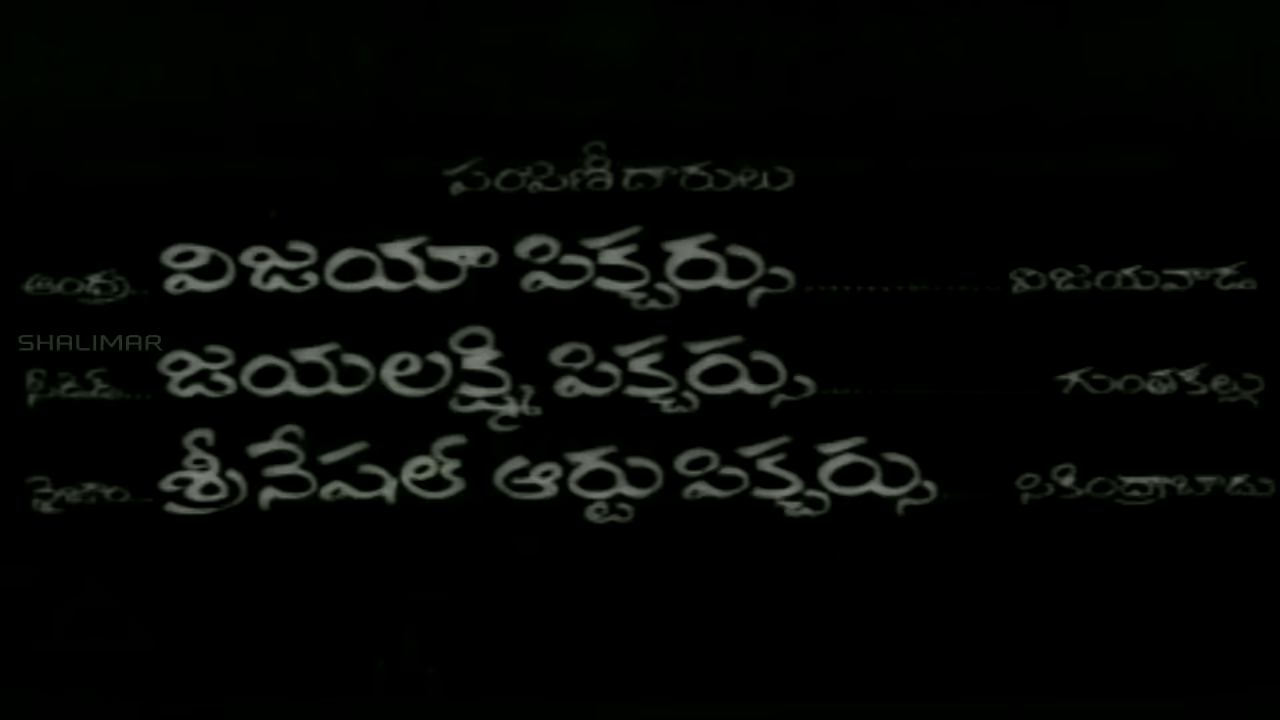 పంపిణీదారులు
ఆంధ్ర... విజయా పిక్చర్సు.................... విజయవాడ
SHALIMAR
సీడెడ్... జయలక్ష్మి పిక్చర్సు........ గుంతకల్లు
నైజాం... శ్రీ నేషనల్ ఆర్టు పిక్చర్సు... సికింద్రాబాదు